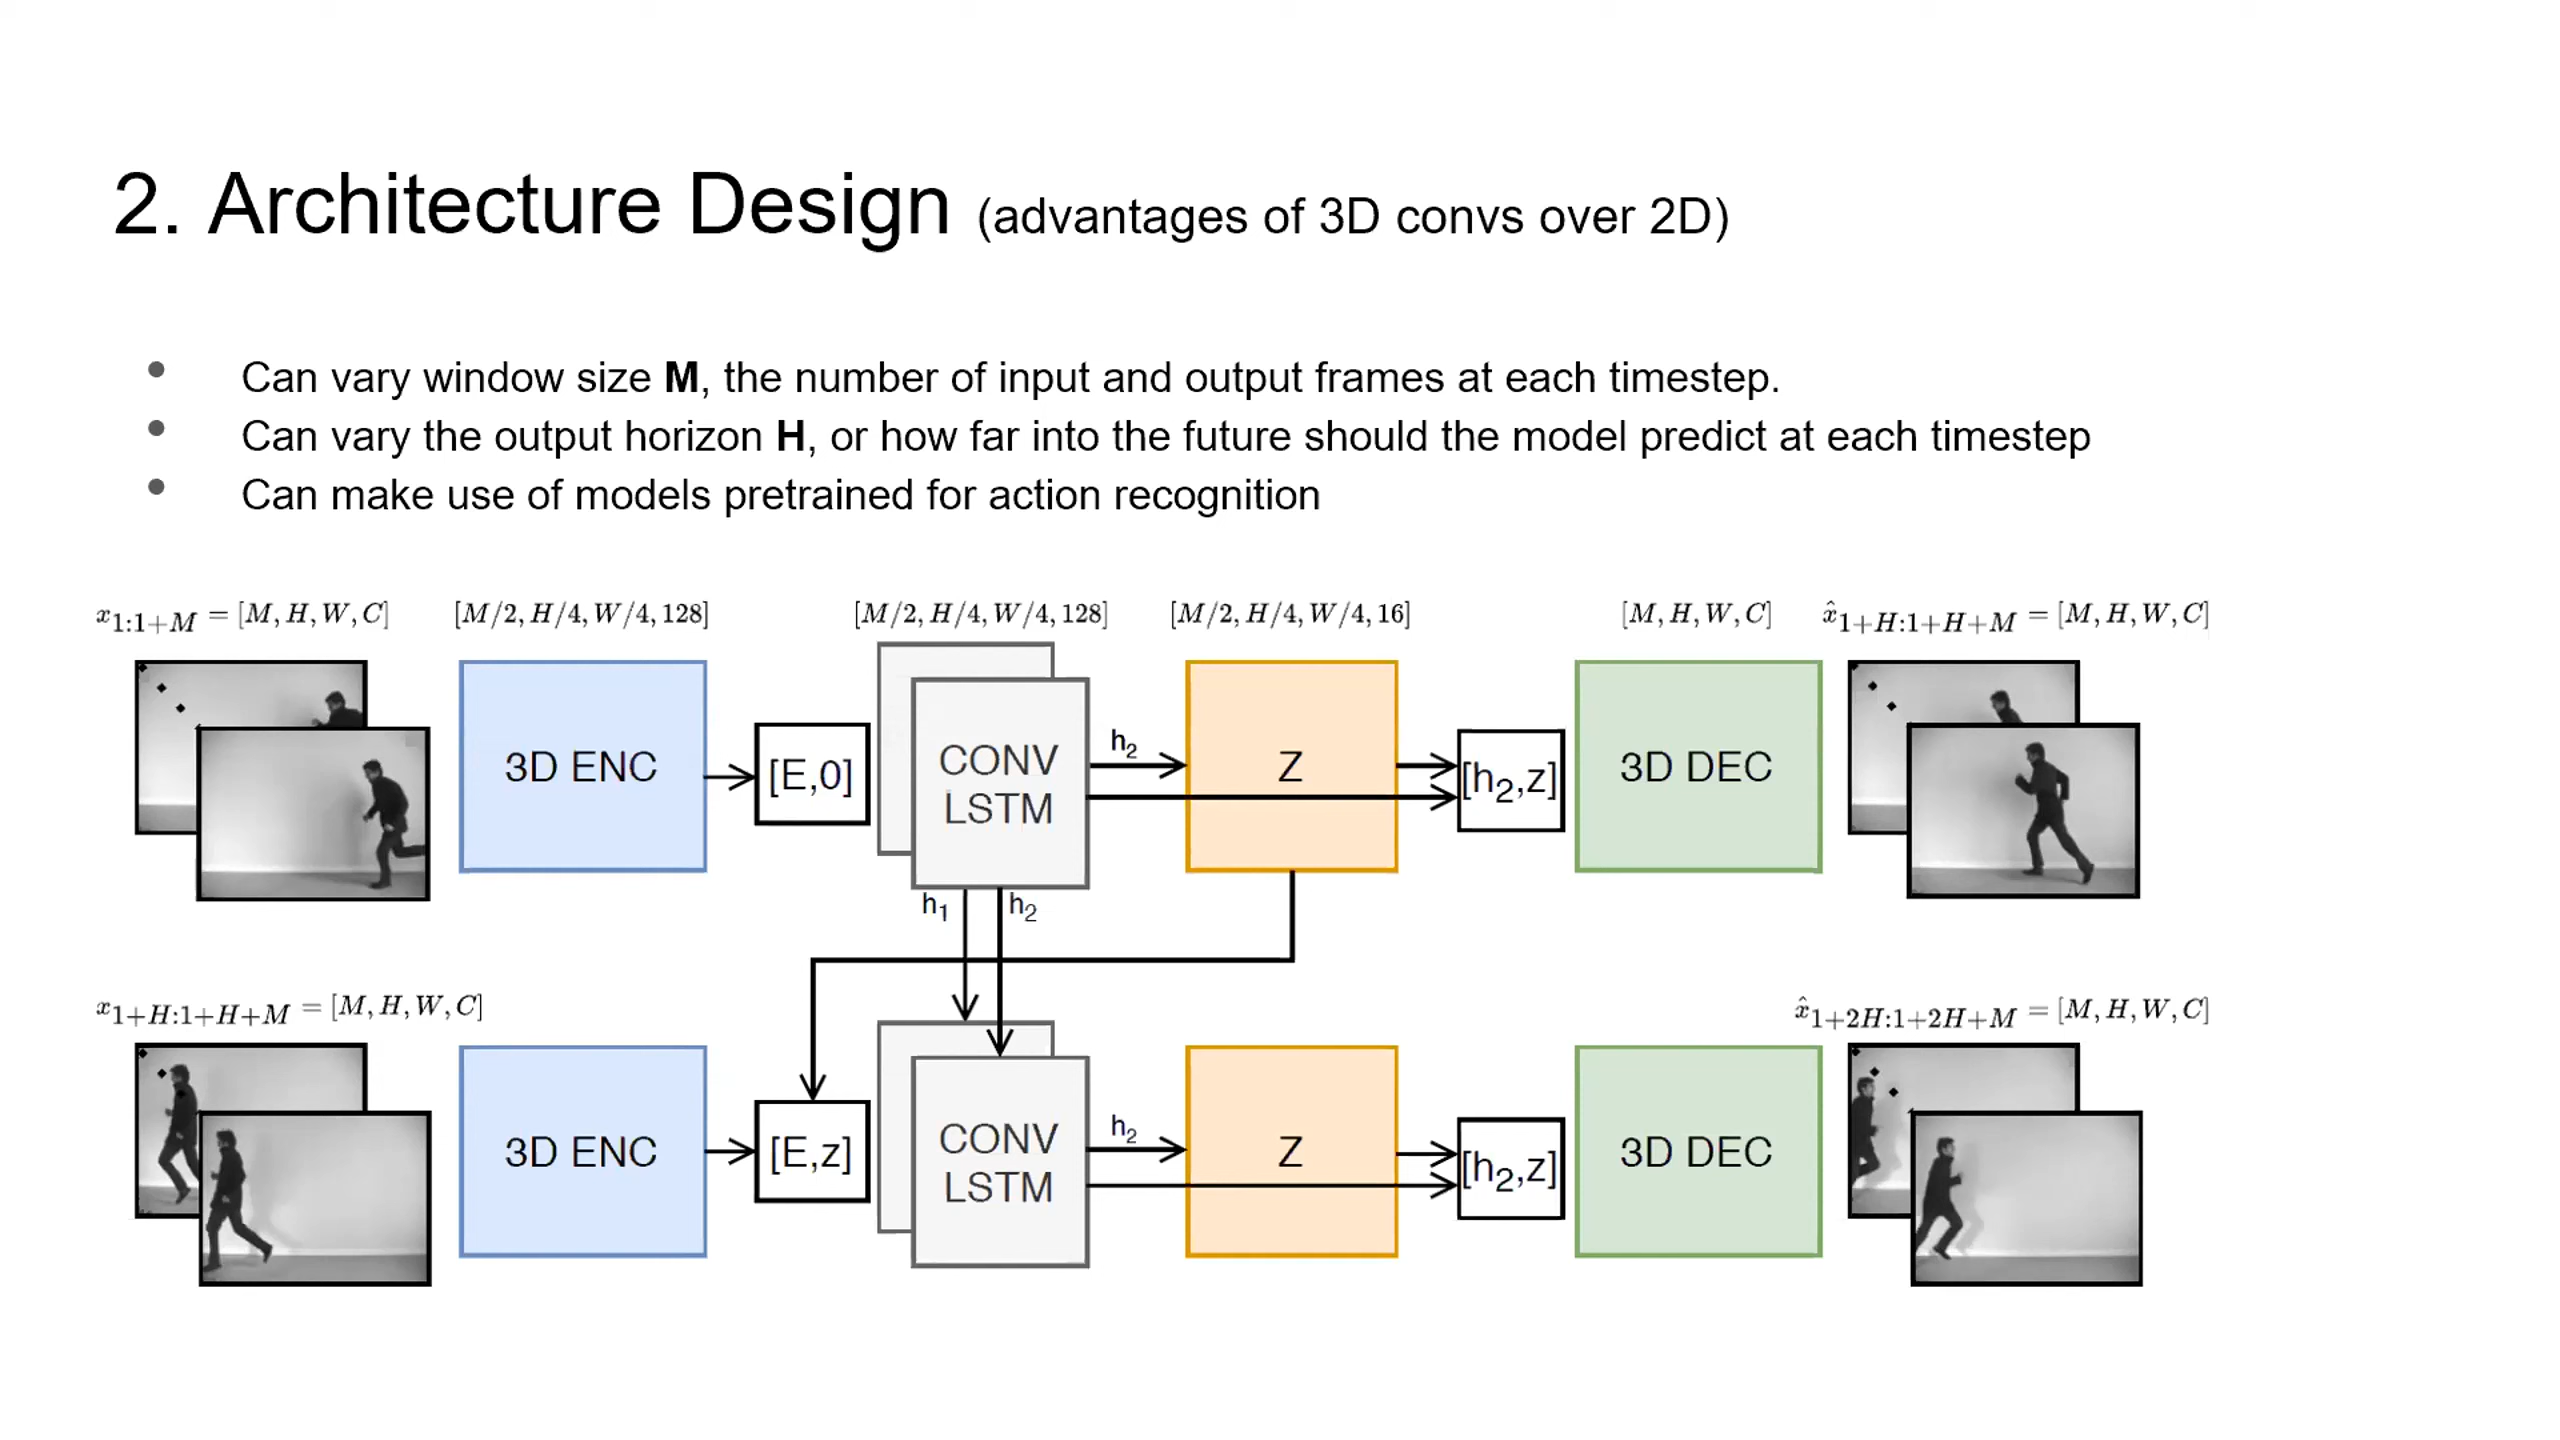 2. Architecture Design (advantages of 3D convs over 2D)
• Can vary window size M, the number of input and output frames at each timestep.
• Can vary the output horizon H, or how far into the future should the model predict at each timestep
• Can make use of models pretrained for action recognition
x_{1:1+M} = [M, H, W, C]
[M/2, H/4, W/4, 128]
[M/2, H/4, W/4, 128]
[M/2, H/4, W/4, 16]
[M, H, W, C]
x̂_{1+H:1+H+M} = [M, H, W, C]
3D ENC
[E,0]
CONV
LSTM
h₂
Z
[h₂,z]
3D DEC
h₁
h₂
x_{1+H:1+H+M} = [M, H, W, C]
x̂_{1+2H:1+2H+M} = [M, H, W, C]
3D ENC
[E,z]
CONV
LSTM
h₂
Z
[h₂,z]
3D DEC